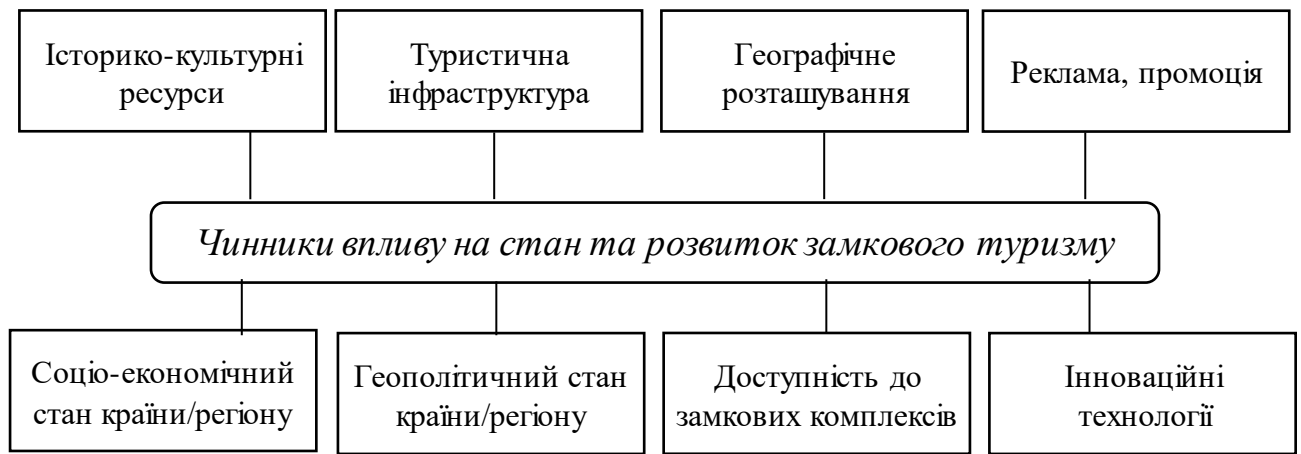 Історико-культурні
ресурси
Туристична
інфраструктура
Географічне
розташування
Реклама, промоція
Чинники впливу на стан та розвиток замкового туризму
Соціо-економічний
стан країни/регіону
Геополітичний стан
країни/регіону
Доступність до
замкових комплексів
Інноваційні
технології